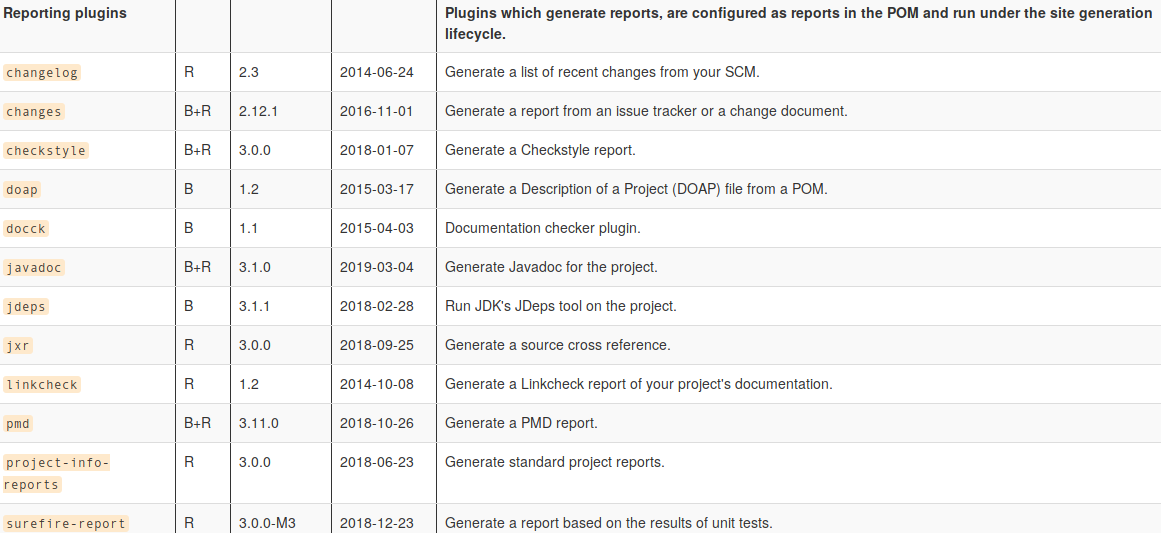 Reporting plugins Plugins which generate reports, are configured as reports in the POM and run under the site generation
lifecycle.
changelog R 2.3 2014-06-24 Generate a list of recent changes from your SCM.
changes B+R 2.12.1 2016-11-01 Generate a report from an issue tracker or a change document.
checkstyle B+R 3.0.0 2018-01-07 Generate a Checkstyle report.
doap B 1.2 2015-03-17 Generate a Description of a Project (DOAP) file from a POM.
docck B 1.1 2015-04-03 Documentation checker plugin.
javadoc B+R 3.1.0 2019-03-04 Generate Javadoc for the project.
jdeps B 3.1.1 2018-02-28 Run JDK's JDeps tool on the project.
jxr R 3.0.0 2018-09-25 Generate a source cross reference.
linkcheck R 1.2 2014-10-08 Generate a Linkcheck report of your project's documentation.
pmd B+R 3.11.0 2018-10-26 Generate a PMD report.
project-info- R 3.0.0 2018-06-23 Generate standard project reports.
reports
surefire-report R 3.0.0-M3 2018-12-23 Generate a report based on the results of unit tests.